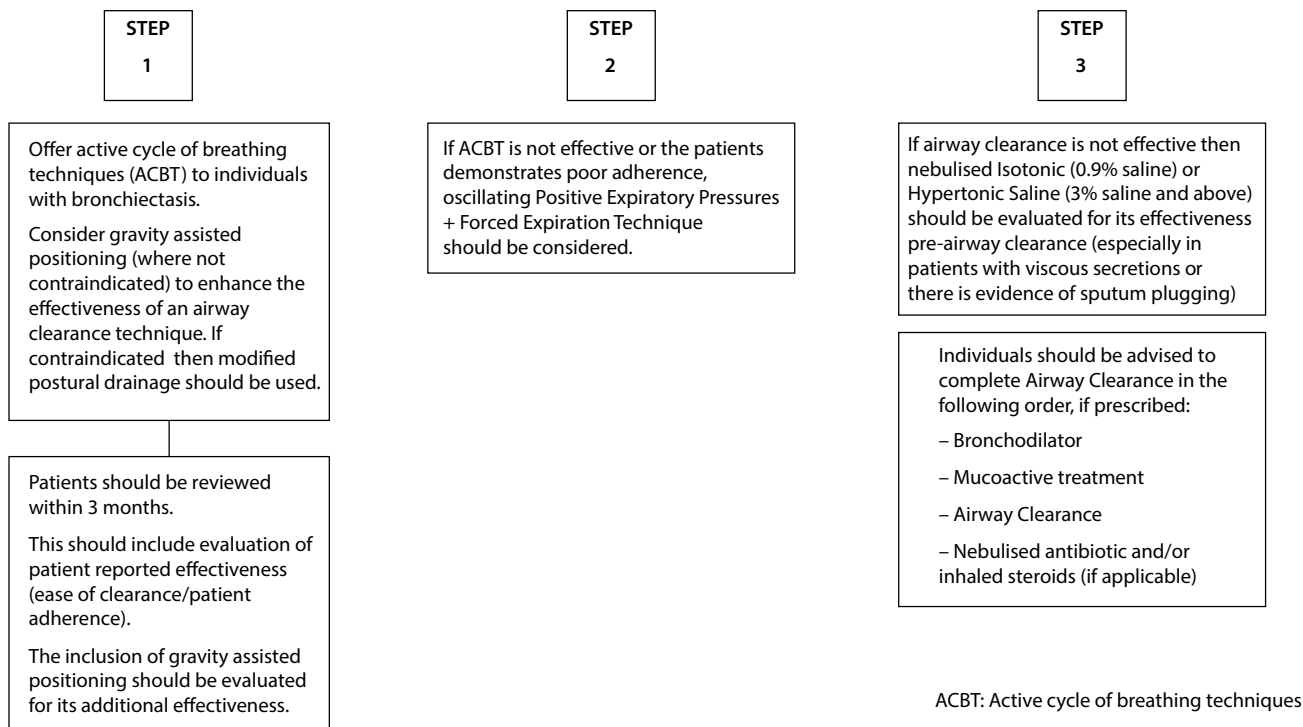 STEP
1
Offer active cycle of breathing
techniques (ACBT) to individuals
with bronchiectasis.
Consider gravity assisted
positioning (where not
contraindicated) to enhance the
effectiveness of an airway
clearance technique. If
contraindicated then modified
postural drainage should be used.
Patients should be reviewed
within 3 months.
This should include evaluation of
patient reported effectiveness
(ease of clearance/patient
adherence).
The inclusion of gravity assisted
positioning should be evaluated
for its additional effectiveness.
STEP
2
If ACBT is not effective or the patients
demonstrates poor adherence,
oscillating Positive Expiratory Pressures
+ Forced Expiration Technique
should be considered.
STEP
3
If airway clearance is not effective then
nebulised Isotonic (0.9% saline) or
Hypertonic Saline (3% saline and above)
should be evaluated for its effectiveness
pre-airway clearance (especially in
patients with viscous secretions or
there is evidence of sputum plugging)
Individuals should be advised to
complete Airway Clearance in the
following order, if prescribed:
– Bronchodilator
– Mucoactive treatment
– Airway Clearance
– Nebulised antibiotic and/or
inhaled steroids (if applicable)
ACBT: Active cycle of breathing techniques